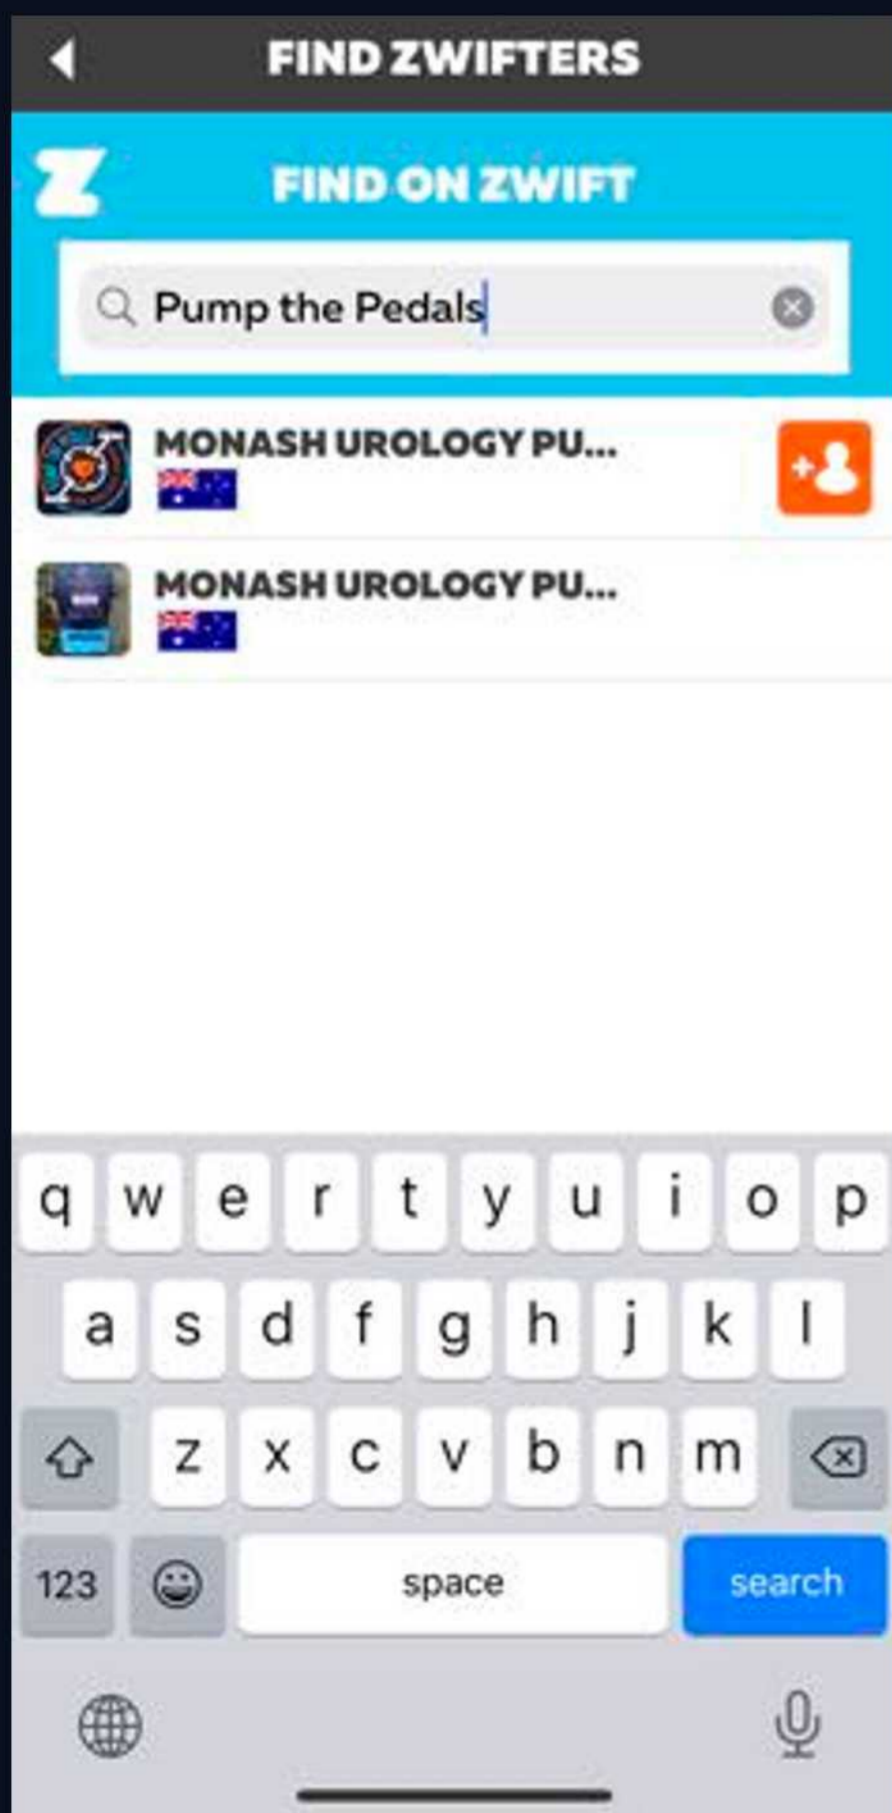 FIND ZWIFTERS
Z
FIND ON ZWIFT
Pump the Pedals
MONASH UROLOGY PU...
MONASH UROLOGY PU...
q w e r t y u i o p
a s d f g h j k l
z x c v b n m
123 space search